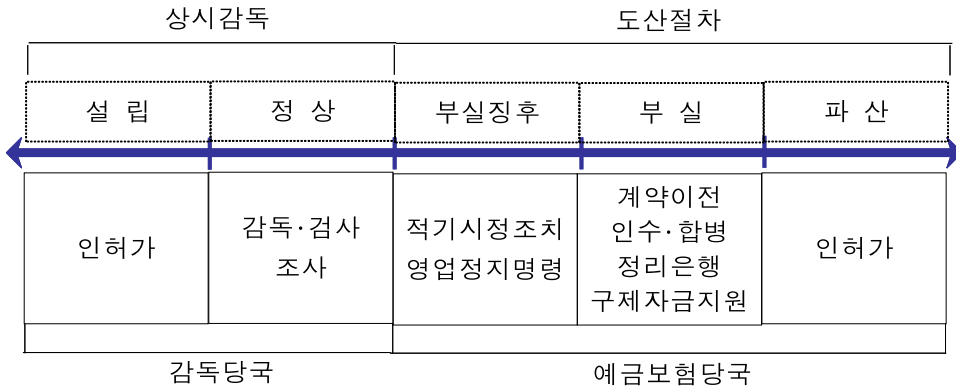 상시감독
도산절차
설 립
정 상
부실징후
부 실
파 산
인허가
감독·검사
조사
적기시정조치
영업정지명령
계약이전
인수·합병
정리은행
구제자금지원
인허가
감독당국
예금보험당국